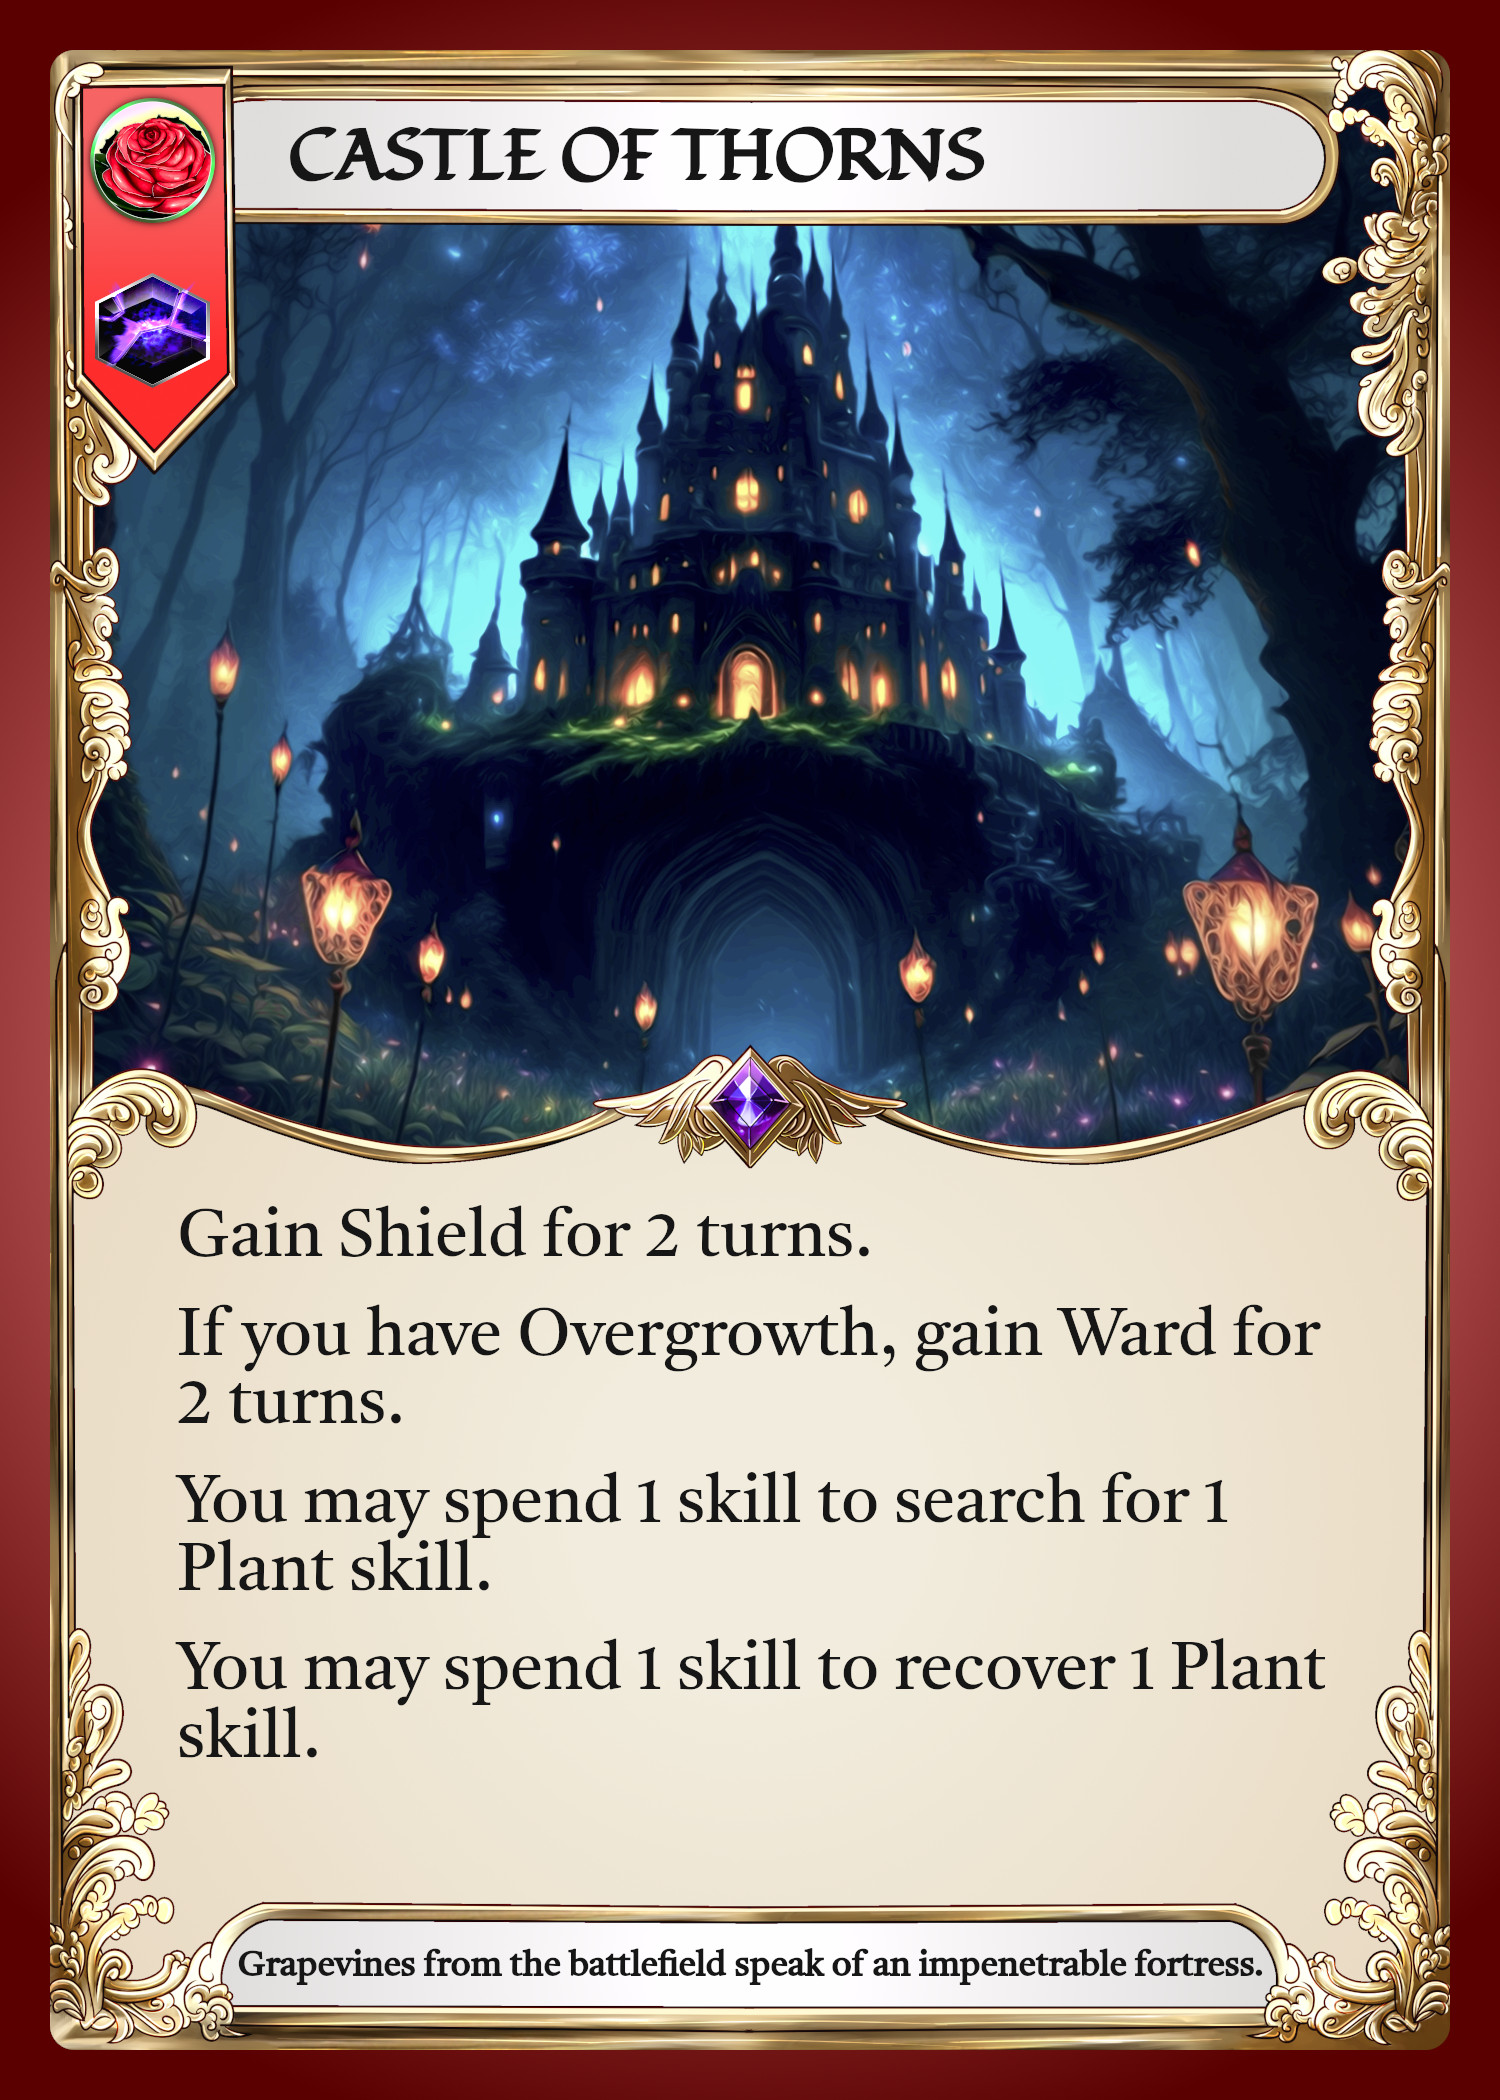 CASTLE OF THORNS
Gain Shield for 2 turns.
If you have Overgrowth, gain Ward for
2 turns.
You may spend 1 skill to search for 1
Plant skill.
You may spend 1 skill to recover 1 Plant
skill.
Grapevines from the battlefield speak of an impenetrable fortress.